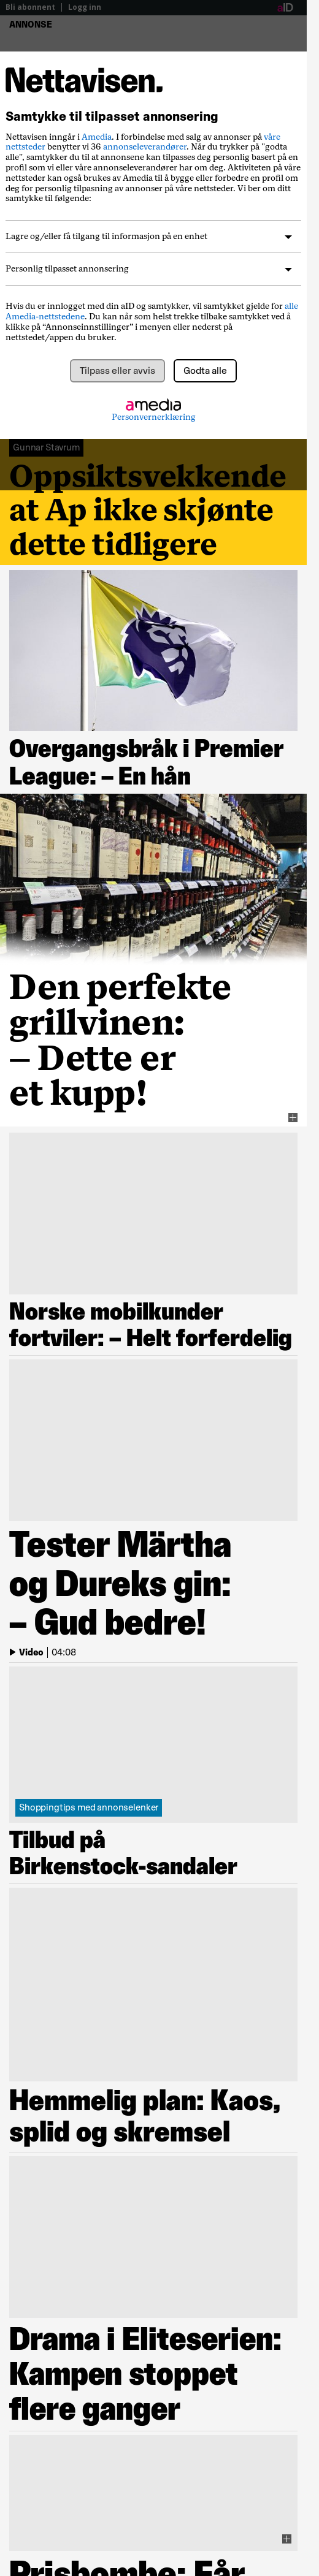 Bli abonnent | Logg inn
aID
ANNONSE
Nettavisen.
Samtykke til tilpasset annonsering
Nettavisen inngår i Amedia. I forbindelse med salg av annonser på våre
nettsteder benytter vi 36 annonseleverandører. Når du trykker på "godta
alle", samtykker du til at annonsene kan tilpasses deg personlig basert på en
profil som vi eller våre annonseleverandører har om deg. Aktiviteten på våre
nettsteder kan også brukes av Amedia til å bygge eller forbedre en profil om
deg for personlig tilpasning av annonser på våre nettsteder. Vi ber om ditt
samtykke til følgende:
Lagre og/eller få tilgang til informasjon på en enhet
Personlig tilpasset annonsering
Hvis du er innlogget med din aID og samtykker, vil samtykket gjelde for alle
Amedia-nettstedene. Du kan når som helst trekke tilbake samtykket ved å
klikke på “Annonseinnstillinger” i menyen eller nederst på
nettstedet/appen du bruker.
Tilpass eller avvis
Godta alle
amedia
Personvernerklæring
Gunnar Stavrum
Oppsiktsvekkende
at Ap ikke skjønte
dette tidligere
Overgangsbråk i Premier
League: – En hån
Den perfekte
grillvinen:
– Dette er
et kupp!
Norske mobilkunder
fortviler: – Helt forferdelig
Tester Märtha
og Dureks gin:
– Gud bedre!
Video | 04:08
Shoppingtips med annonselenker
Tilbud på
Birkenstock-sandaler
Hemmelig plan: Kaos,
splid og skremsel
Drama i Eliteserien:
Kampen stoppet
flere ganger
Prisbombe: Får